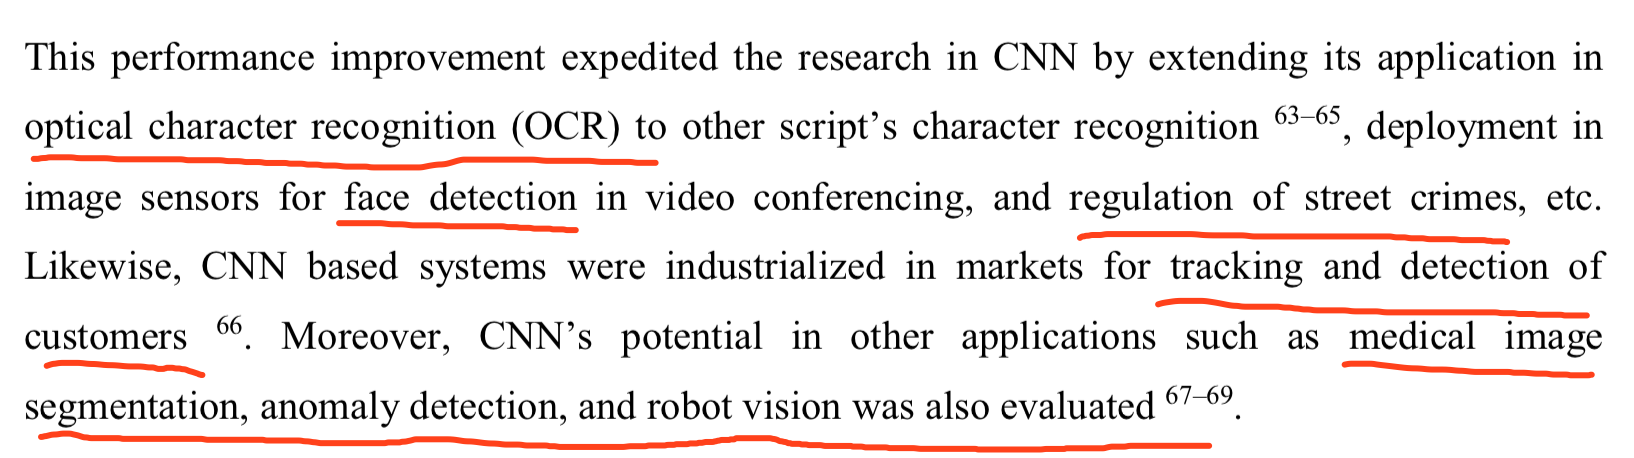 This performance improvement expedited the research in CNN by extending its application in
optical character recognition (OCR) to other script’s character recognition 63–65, deployment in
image sensors for face detection in video conferencing, and regulation of street crimes, etc.
Likewise, CNN based systems were industrialized in markets for tracking and detection of
customers 66. Moreover, CNN’s potential in other applications such as medical image
segmentation, anomaly detection, and robot vision was also evaluated 67–69.